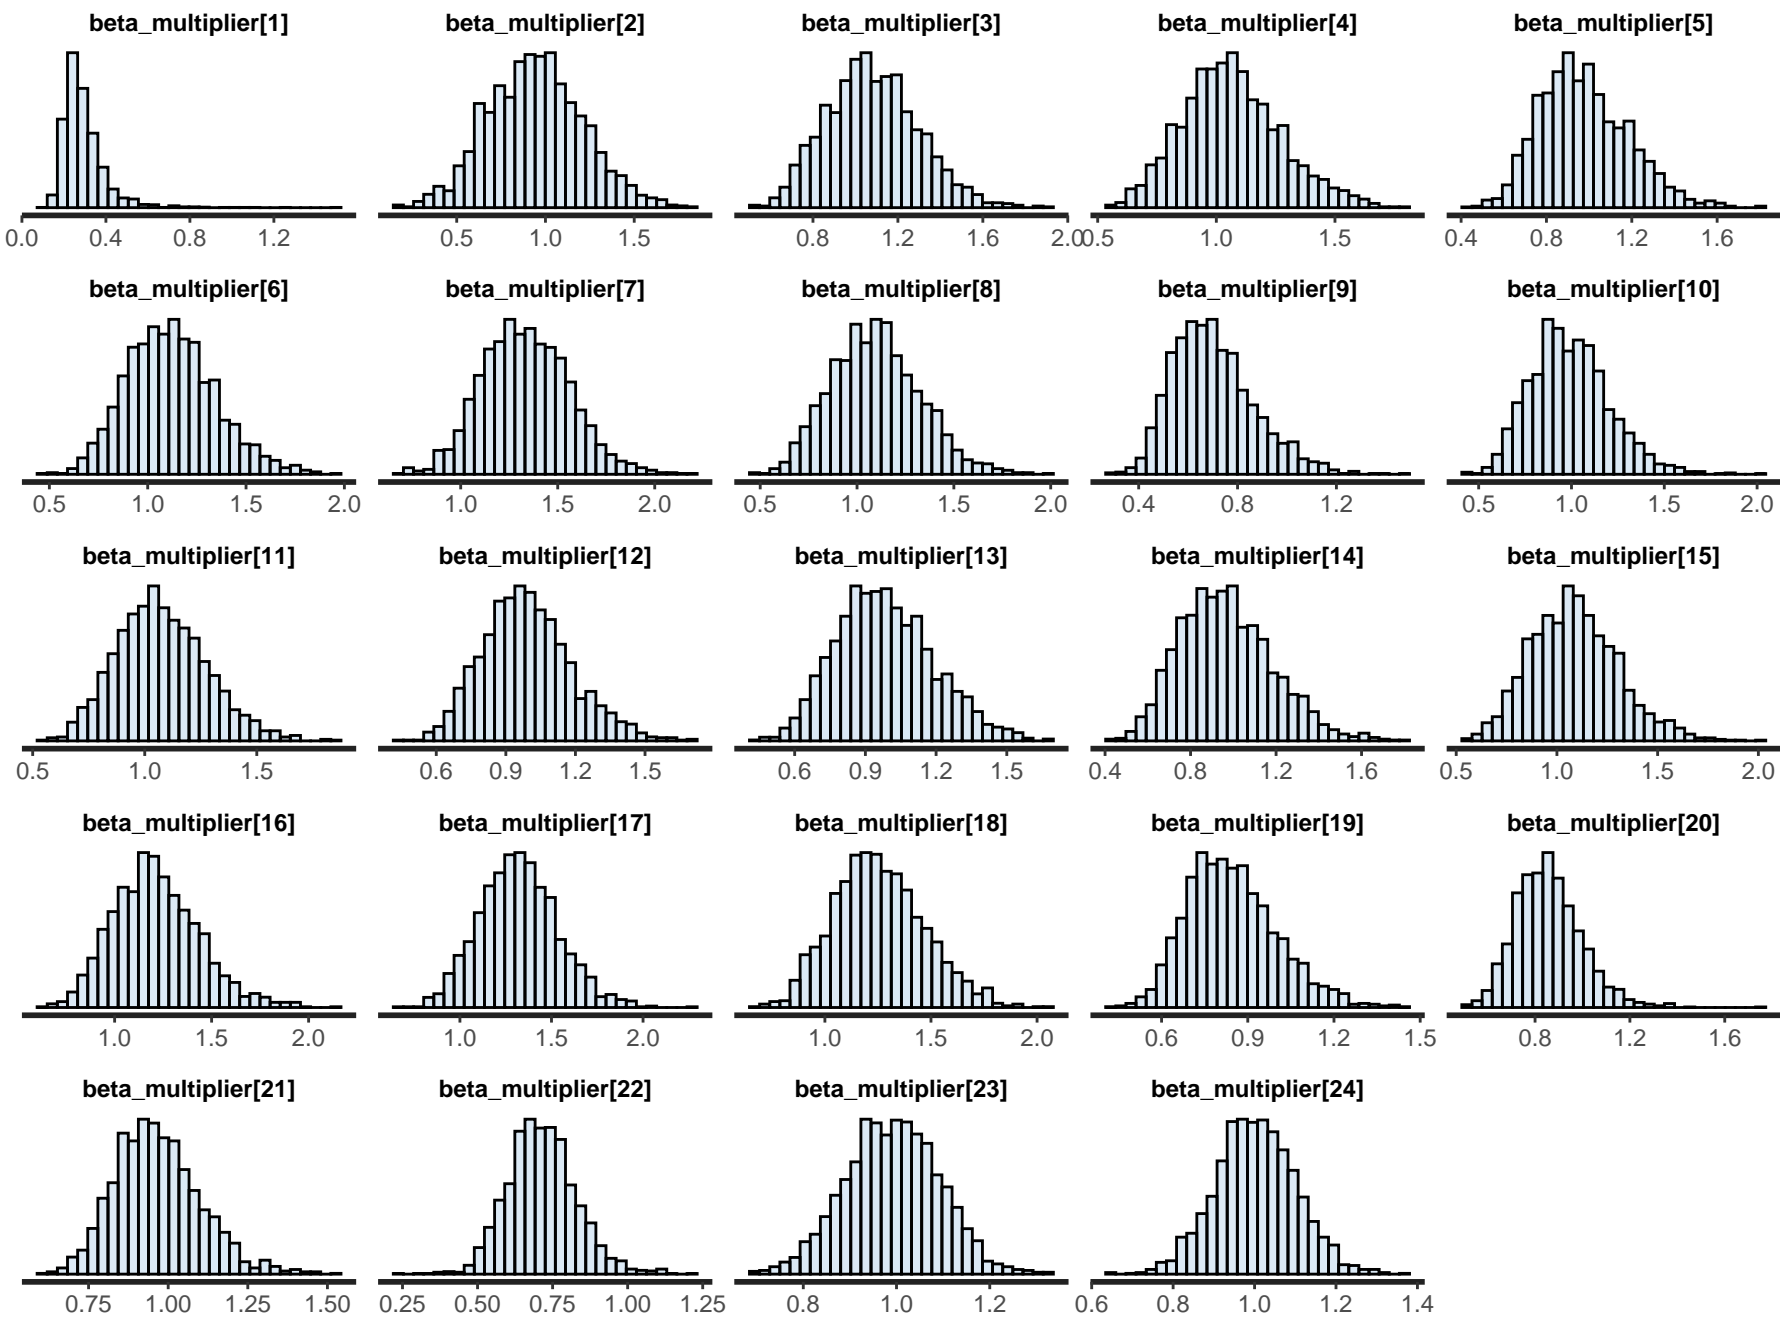 beta_multiplier[1] beta_multiplier[2] beta_multiplier[3] beta_multiplier[4] beta_multiplier[5]
0.0 0.4 0.8 1.2 0.5 1.0 1.5 0.8 1.2 1.6 2.0 0.5 1.0 1.5 0.4 0.8 1.2 1.6
beta_multiplier[6] beta_multiplier[7] beta_multiplier[8] beta_multiplier[9] beta_multiplier[10]
0.5 1.0 1.5 2.0 1.0 1.5 2.0 0.5 1.0 1.5 2.0 0.4 0.8 1.2 0.5 1.0 1.5 2.0
beta_multiplier[11] beta_multiplier[12] beta_multiplier[13] beta_multiplier[14] beta_multiplier[15]
0.5 1.0 1.5 0.6 0.9 1.2 1.5 0.6 0.9 1.2 1.5 0.4 0.8 1.2 1.6 0.5 1.0 1.5 2.0
beta_multiplier[16] beta_multiplier[17] beta_multiplier[18] beta_multiplier[19] beta_multiplier[20]
1.0 1.5 2.0 1.0 1.5 2.0 1.0 1.5 2.0 0.6 0.9 1.2 1.5 0.8 1.2 1.6
beta_multiplier[21] beta_multiplier[22] beta_multiplier[23] beta_multiplier[24]
0.75 1.00 1.25 1.50 0.25 0.50 0.75 1.00 1.25 0.8 1.0 1.2 0.6 0.8 1.0 1.2 1.4